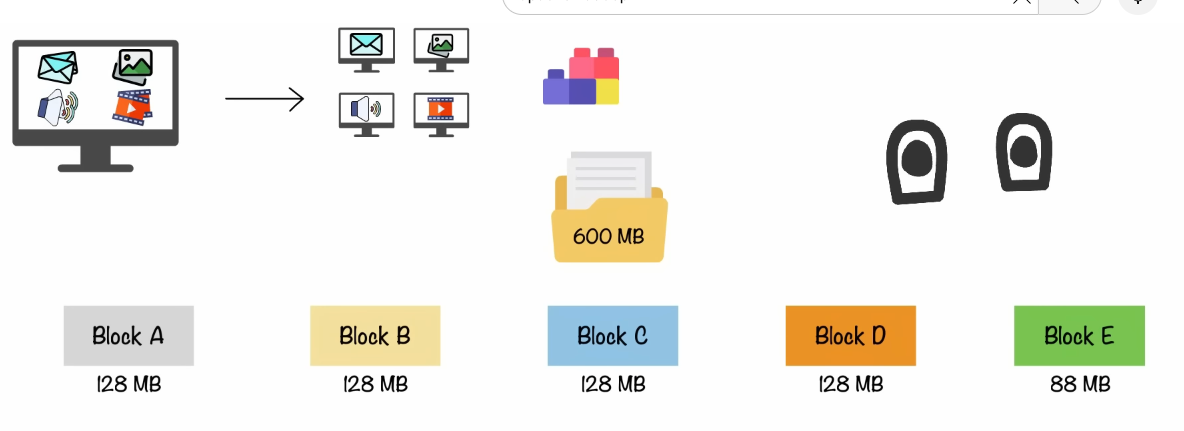 600 MB
Block A
Block B
Block C
Block D
Block E
128 MB
128 MB
128 MB
128 MB
88 MB